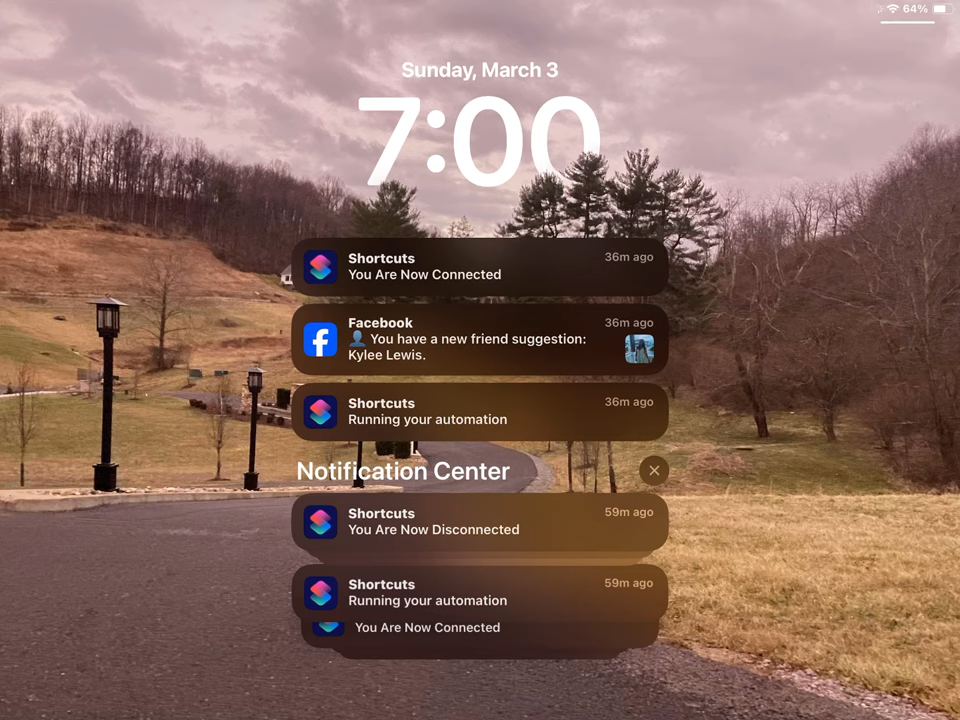 64%
Sunday, March 3
7:00
Shortcuts
36m ago
You Are Now Connected
Facebook
36m ago
👤 You have a new friend suggestion:
Kylee Lewis.
Shortcuts
36m ago
Running your automation
Notification Center
Shortcuts
59m ago
You Are Now Disconnected
Shortcuts
59m ago
Running your automation
You Are Now Connected